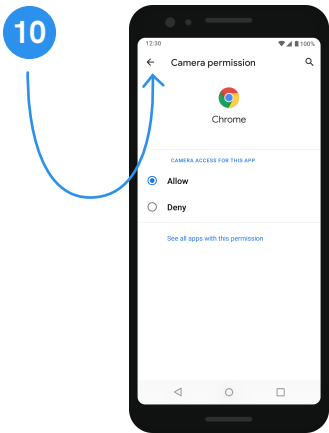 10
12:30
100%
Camera permission
Chrome
CAMERA ACCESS FOR THIS APP
Allow
Deny
See all apps with this permission